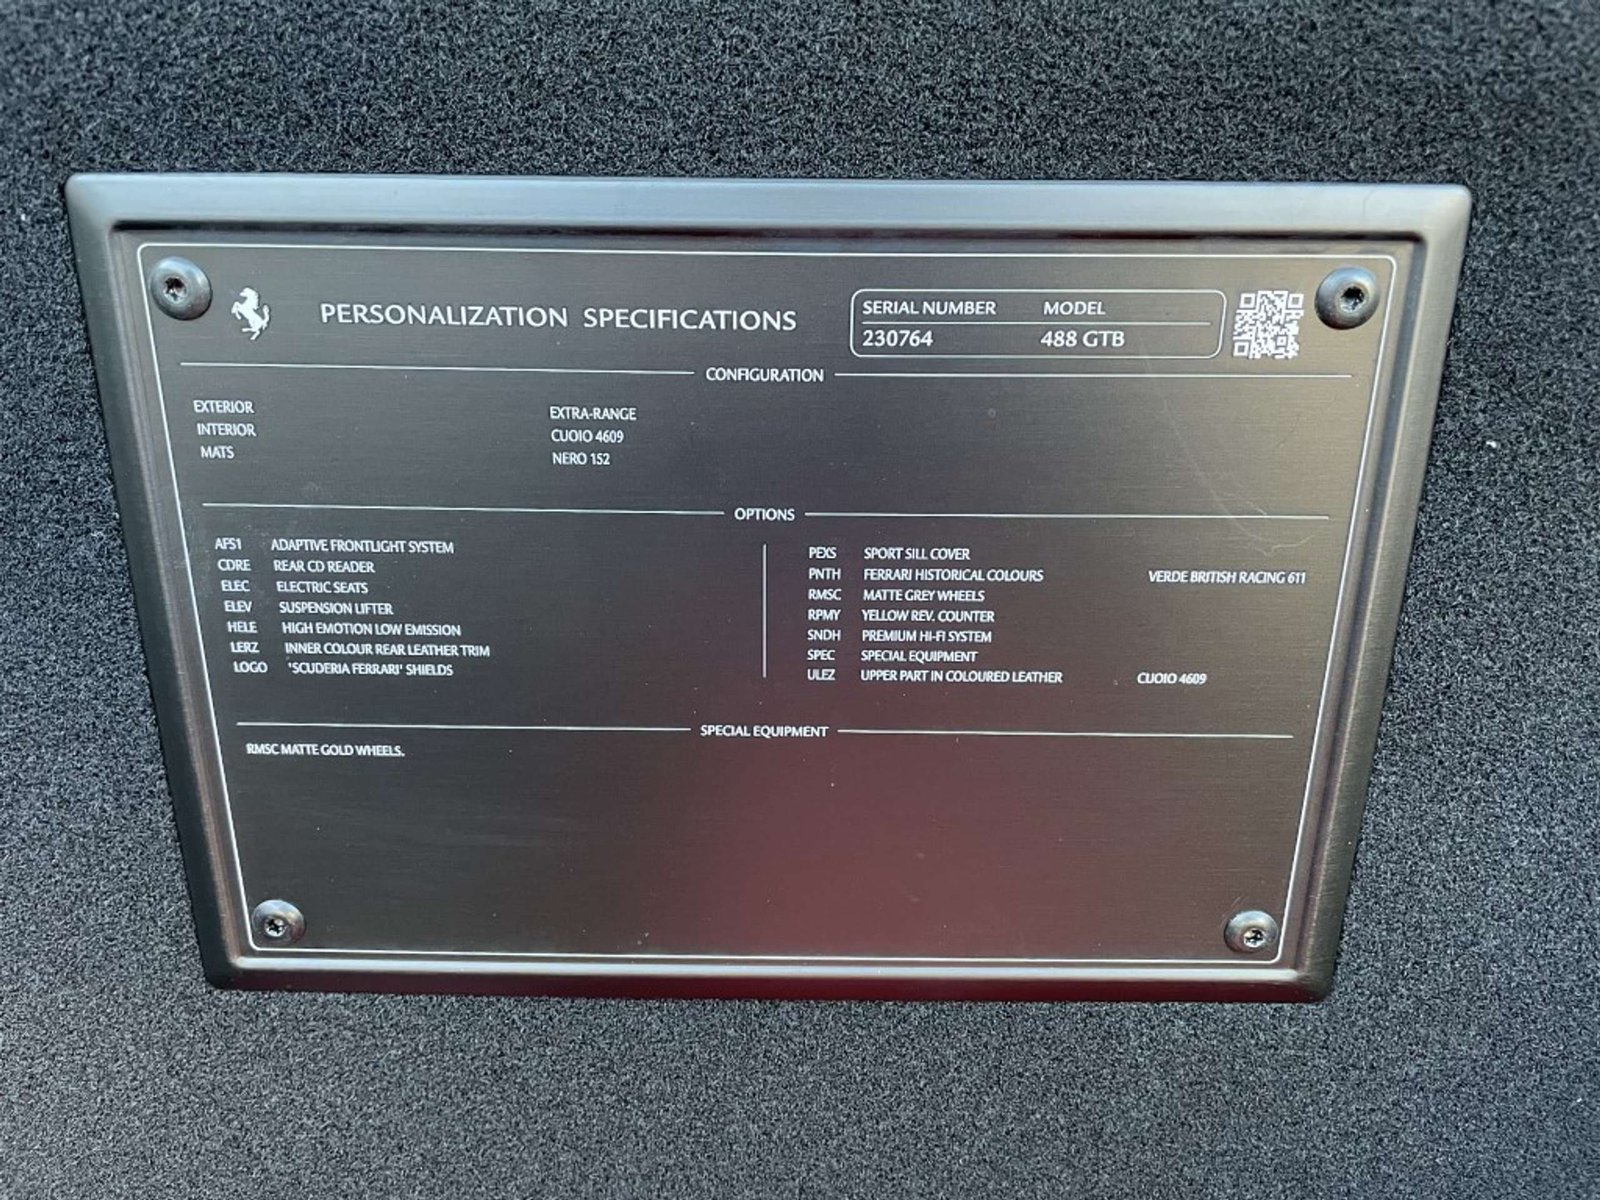 PERSONALIZATION SPECIFICATIONS
SERIAL NUMBER MODEL
230764 488 GTB
CONFIGURATION
EXTERIOR EXTRA-RANGE
INTERIOR CUOIO 4609
MATS NERO 152
OPTIONS
AFS1 ADAPTIVE FRONTLIGHT SYSTEM
CDRE REAR CD READER
ELEC ELECTRIC SEATS
ELEV SUSPENSION LIFTER
HELE HIGH EMOTION LOW EMISSION
LERZ INNER COLOUR REAR LEATHER TRIM
LOGO 'SCUDERIA FERRARI' SHIELDS
PEXS SPORT SILL COVER
PNTH FERRARI HISTORICAL COLOURS VERDE BRITISH RACING 611
RMSC MATTE GREY WHEELS
RPMY YELLOW REV. COUNTER
SNDH PREMIUM HI-FI SYSTEM
SPEC SPECIAL EQUIPMENT
ULEZ UPPER PART IN COLOURED LEATHER CUOIO 4609
SPECIAL EQUIPMENT
RMSC MATTE GOLD WHEELS.